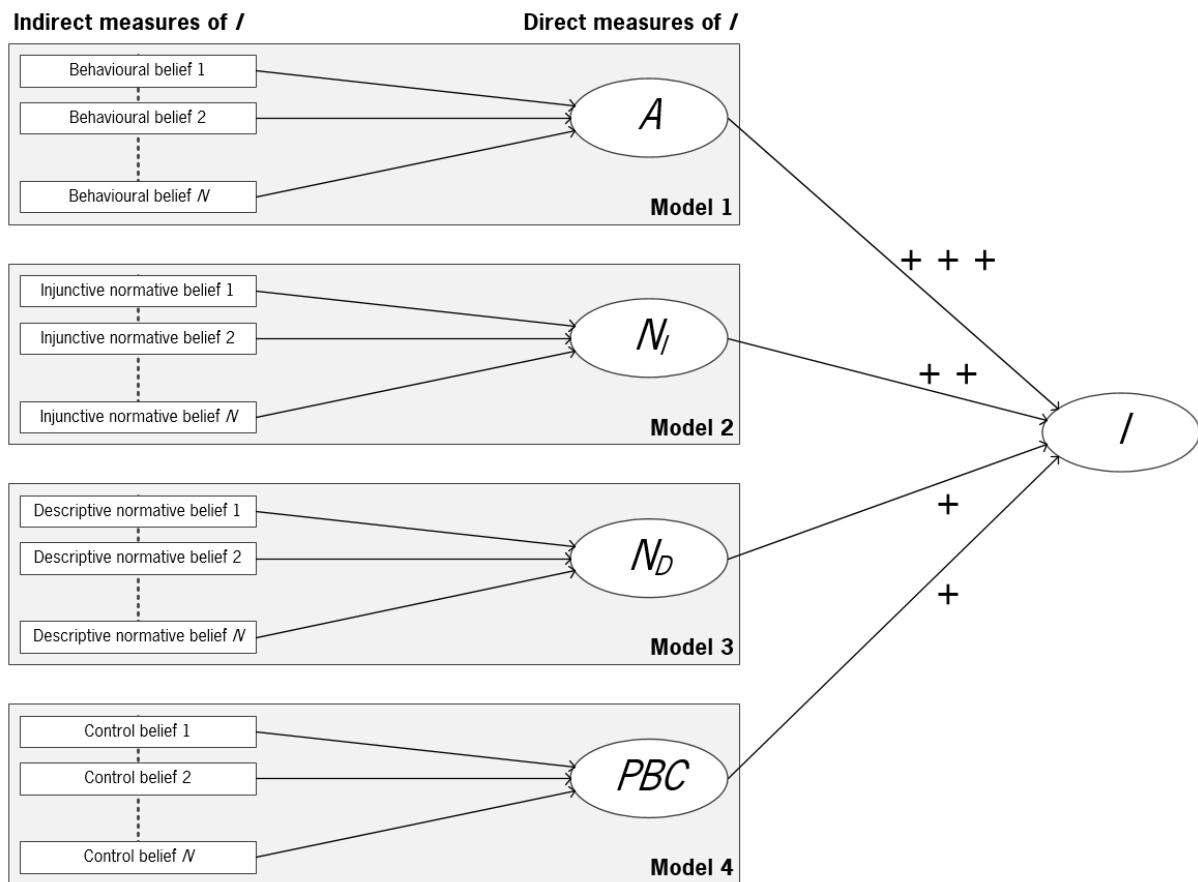 Indirect measures of I
Direct measures of I
Behavioural belief 1
Behavioural belief 2
Behavioural belief N
A
Model 1
+ + +
Injunctive normative belief 1
Injunctive normative belief 2
Injunctive normative belief N
N_I
Model 2
+ +
I
Descriptive normative belief 1
Descriptive normative belief 2
Descriptive normative belief N
N_D
Model 3
+
+
Control belief 1
Control belief 2
Control belief N
PBC
Model 4